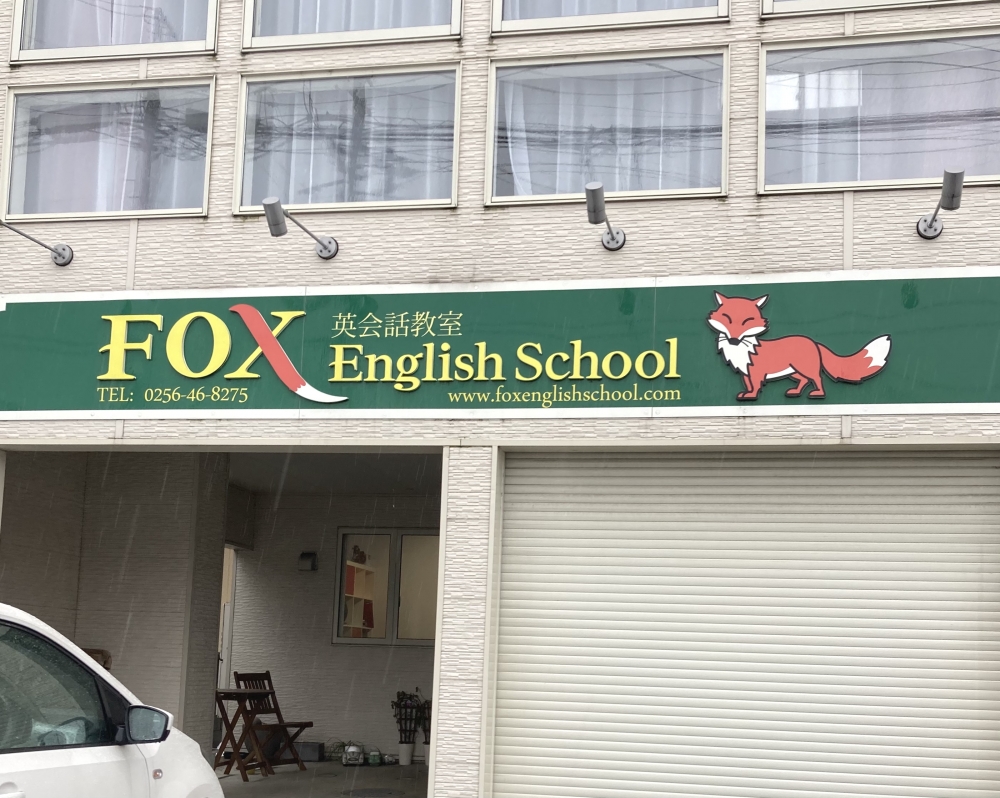 FOX
英会話教室
English School
TEL: 0256-46-8275
www.foxenglishschool.com